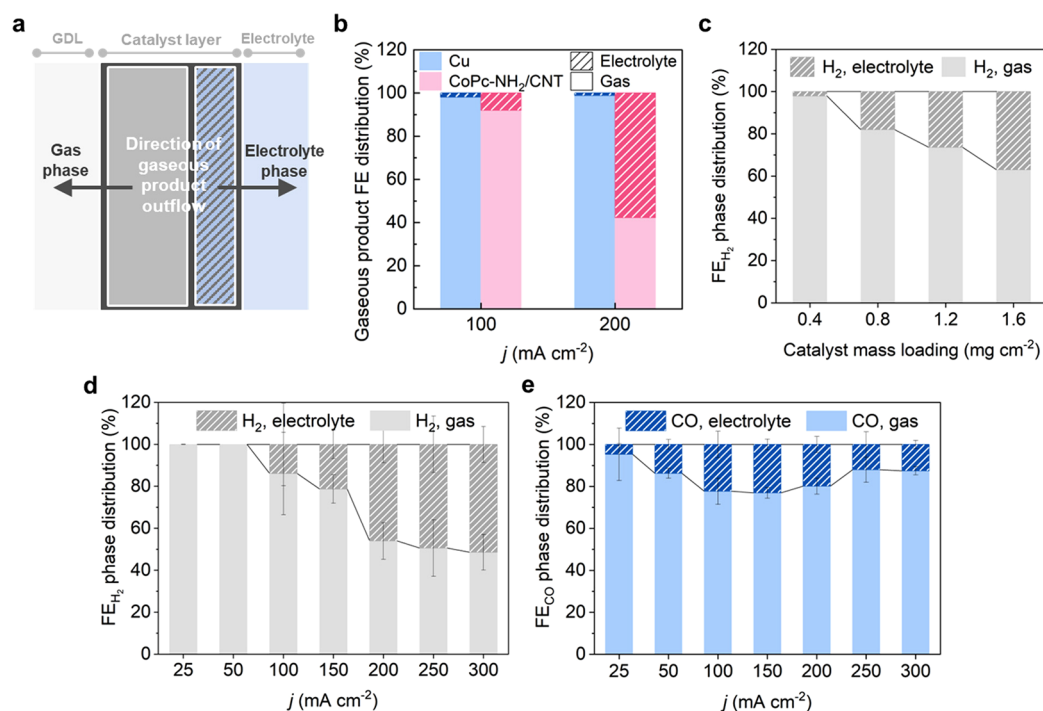 a
GDL Catalyst layer Electrolyte
Gas phase
Direction of gaseous product outflow
Electrolyte phase
b
Gaseous product FE distribution (%)
120
100
80
60
40
20
0
Cu
CoPc-NH₂/CNT
Electrolyte
Gas
100 200
j (mA cm⁻²)
c
FE_H₂ phase distribution (%)
120
100
80
60
40
20
0
H₂, electrolyte H₂, gas
0.4 0.8 1.2 1.6
Catalyst mass loading (mg cm⁻²)
d
FE_H₂ phase distribution (%)
120
100
80
60
40
20
0
H₂, electrolyte H₂, gas
25 50 100 150 200 250 300
j (mA cm⁻²)
e
FE_CO phase distribution (%)
120
100
80
60
40
20
0
CO, electrolyte CO, gas
25 50 100 150 200 250 300
j (mA cm⁻²)